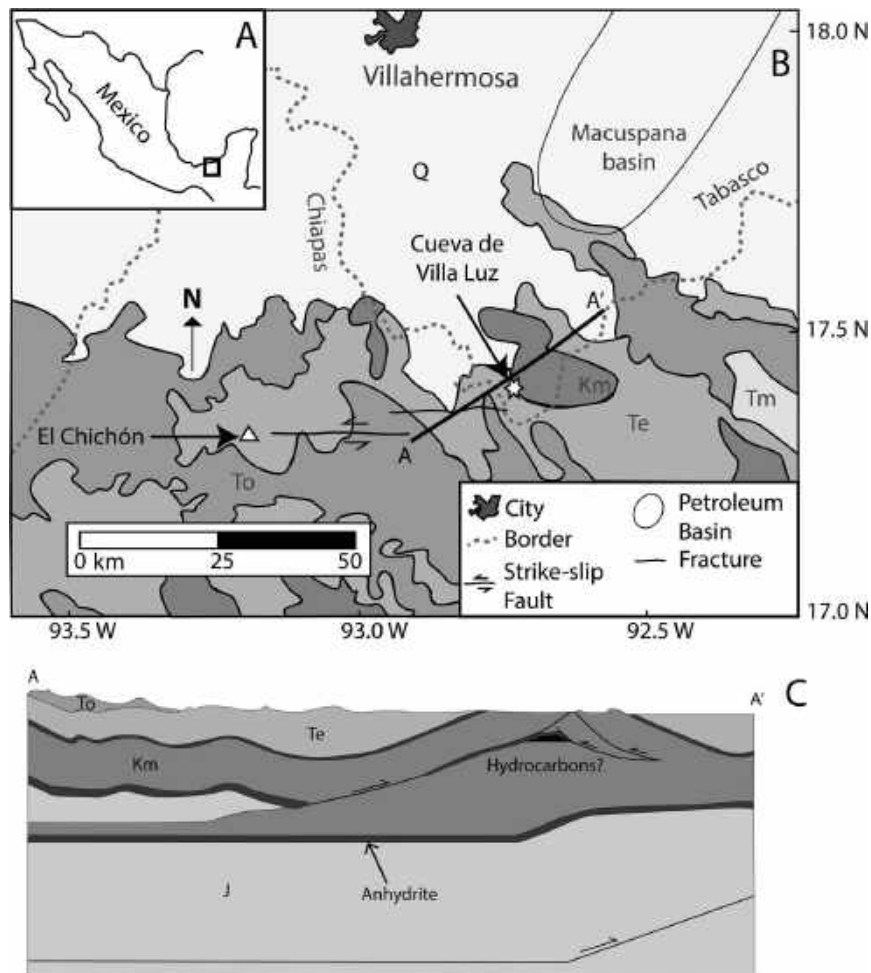 A
Mexico
B
18.0 N
Villahermosa
Macuspana
basin
Q
Tabasco
Chiapas
Cueva de
Villa Luz
N
A'
17.5 N
Km
Tm
El Chichón
Te
A
To
0 km
25
50
City
Border
Strike-slip
Fault
Petroleum
Basin
Fracture
17.0 N
93.5 W
93.0 W
92.5 W
A
C
A'
To
Te
Km
Hydrocarbons?
J
Anhydrite